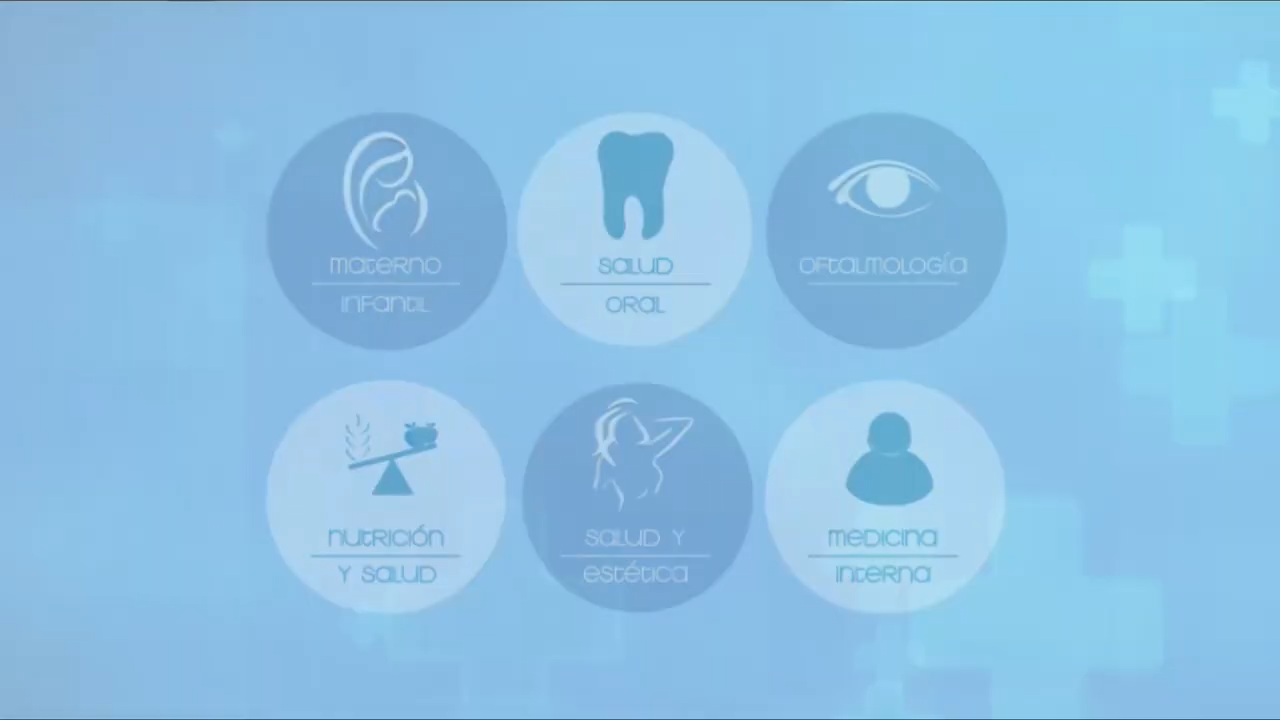 materno
infantil
salud
oral
oftalmología
nutrición
y salud
salud y
estética
medicina
interna